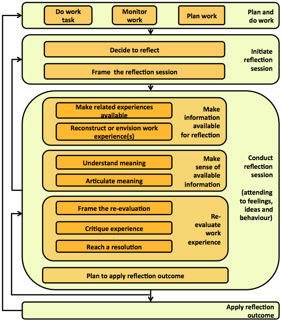 Do work
task
Monitor
work
Plan work
Plan and
do work
Decide to reflect
Frame the reflection session
Initiate
reflection
session
Make related experiences
available
Reconstruct or envision work
experience(s)
Make
information
available
for reflection
Understand meaning
Articulate meaning
Make
sense of
available
information
Frame the re-evaluation
Critique experience
Reach a resolution
Re-
evaluate
work
experience
Plan to apply reflection outcome
Conduct
reflection
session
(attending
to feelings,
ideas and
behaviour)
Apply reflection
outcome